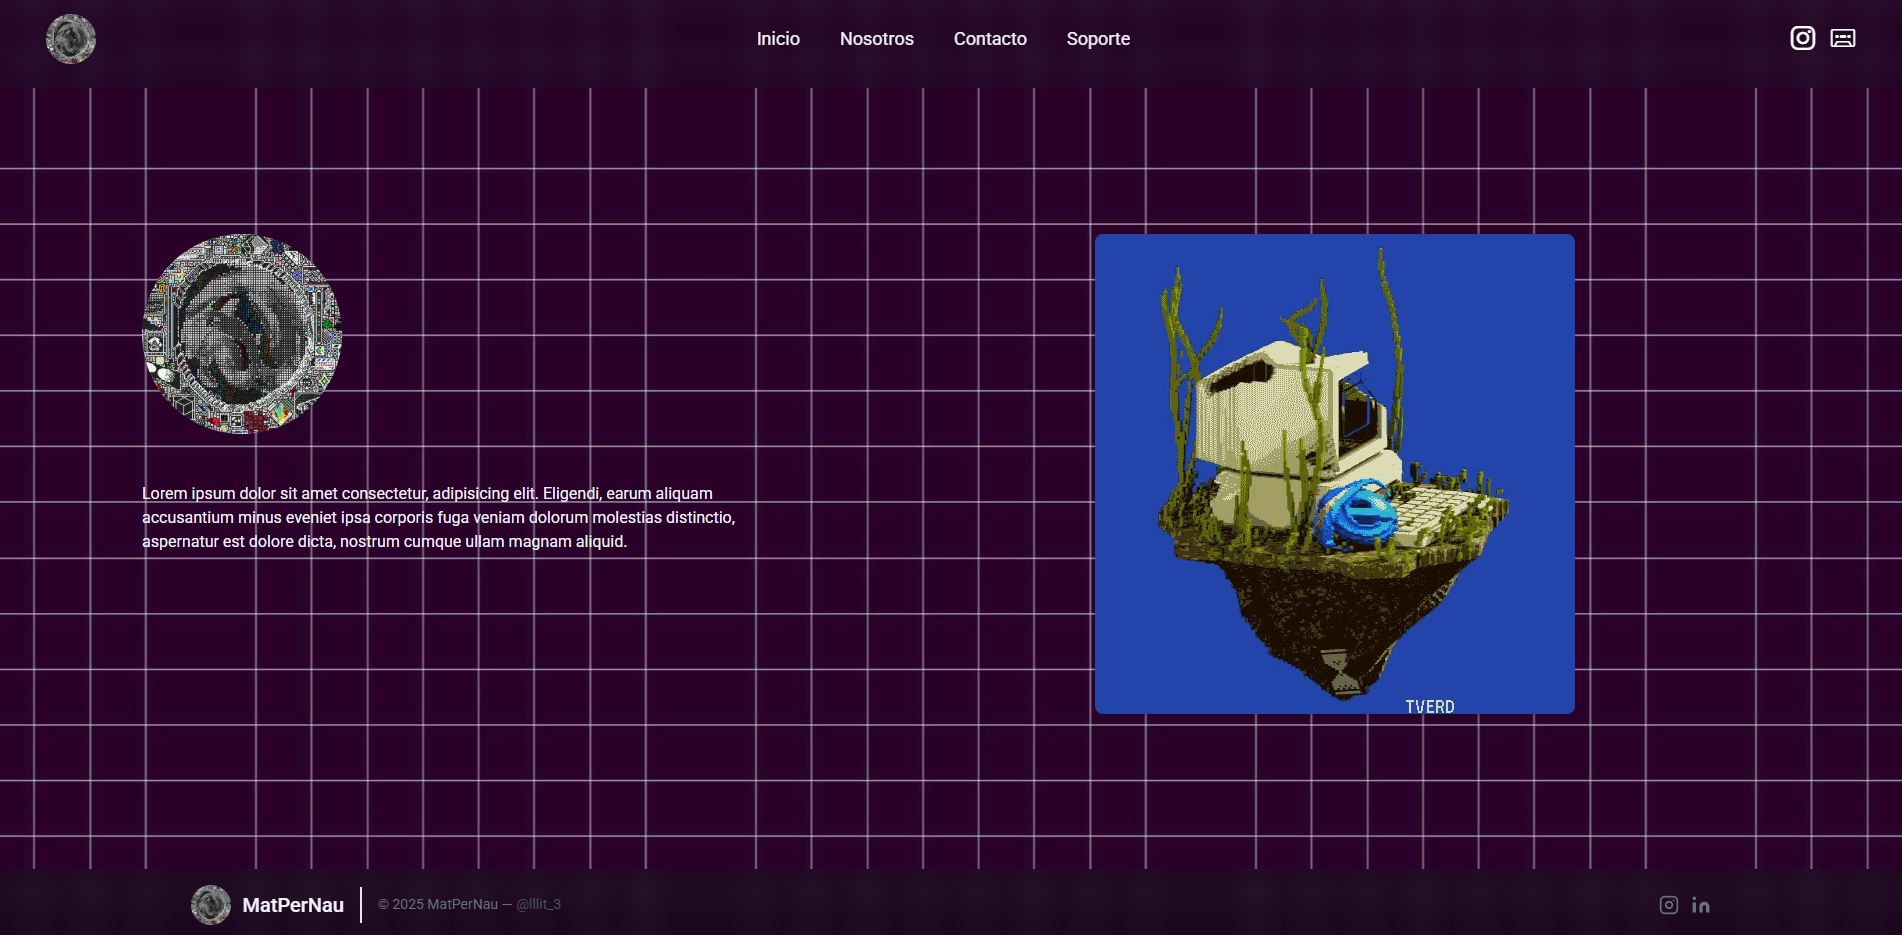 Inicio Nosotros Contacto Soporte
Lorem ipsum dolor sit amet consectetur, adipisicing elit. Eligendi, earum aliquam
accusantium minus eveniet ipsa corporis fuga veniam dolorum molestias distinctio,
aspernatur est dolore dicta, nostrum cumque ullam magnam aliquid.
TVERD
MatPerNau © 2025 MatPerNau — @lllit_3